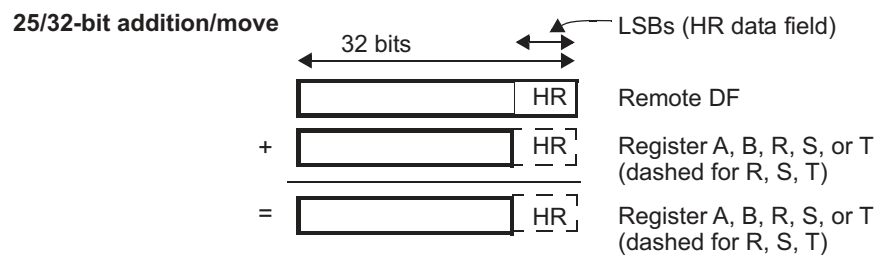 25/32-bit addition/move
LSBs (HR data field)
32 bits
HR
Remote DF
+
HR
Register A, B, R, S, or T
(dashed for R, S, T)
=
HR
Register A, B, R, S, or T
(dashed for R, S, T)